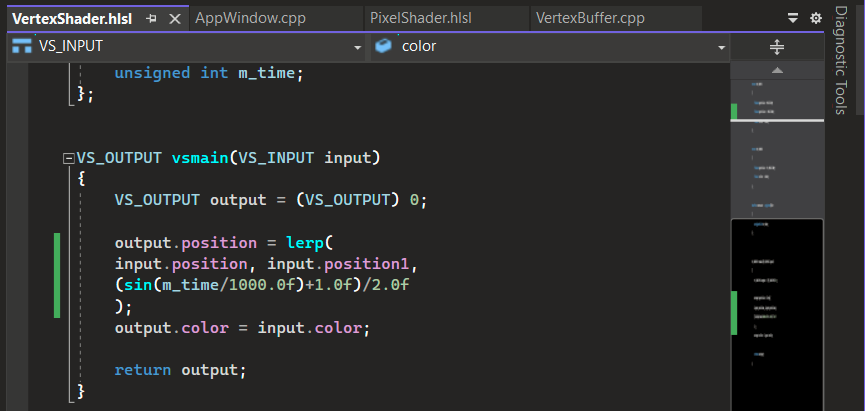 VertexShader.hlsl AppWindow.cpp PixelShader.hlsl VertexBuffer.cpp
VS_INPUT color
Diagnostic Tools
unsigned int m_time;
};
VS_OUTPUT vsmain(VS_INPUT input)
{
VS_OUTPUT output = (VS_OUTPUT) 0;
output.position = lerp(
input.position, input.position1,
(sin(m_time/1000.0f)+1.0f)/2.0f
);
output.color = input.color;
return output;
}